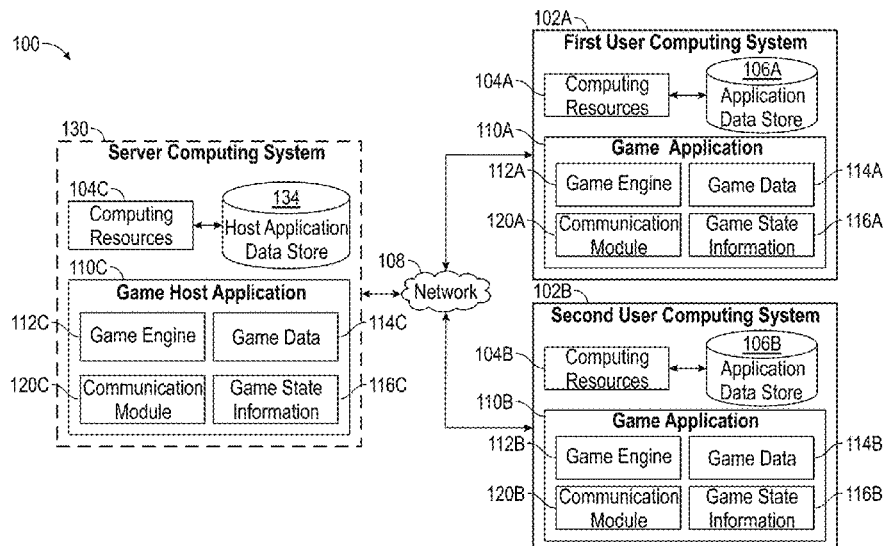 100
130
Server Computing System
104C
Computing
Resources
134
Host Application
Data Store
110C
Game Host Application
112C
Game Engine
Game Data
114C
120C
Communication
Module
Game State
Information
116C
108
Network
102A
First User Computing System
104A
Computing
Resources
106A
Application
Data Store
110A
Game Application
112A
Game Engine
Game Data
114A
120A
Communication
Module
Game State
Information
116A
102B
Second User Computing System
104B
Computing
Resources
106B
Application
Data Store
110B
Game Application
112B
Game Engine
Game Data
114B
120B
Communication
Module
Game State
Information
116B